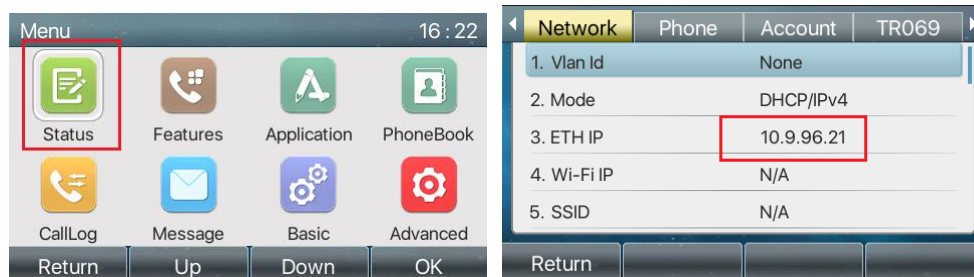 Menu 16 : 22
Status Features Application PhoneBook
CallLog Message Basic Advanced
Return Up Down OK
Network Phone Account TR069
1. Vlan Id None
2. Mode DHCP/IPv4
3. ETH IP 10.9.96.21
4. Wi-Fi IP N/A
5. SSID N/A
Return